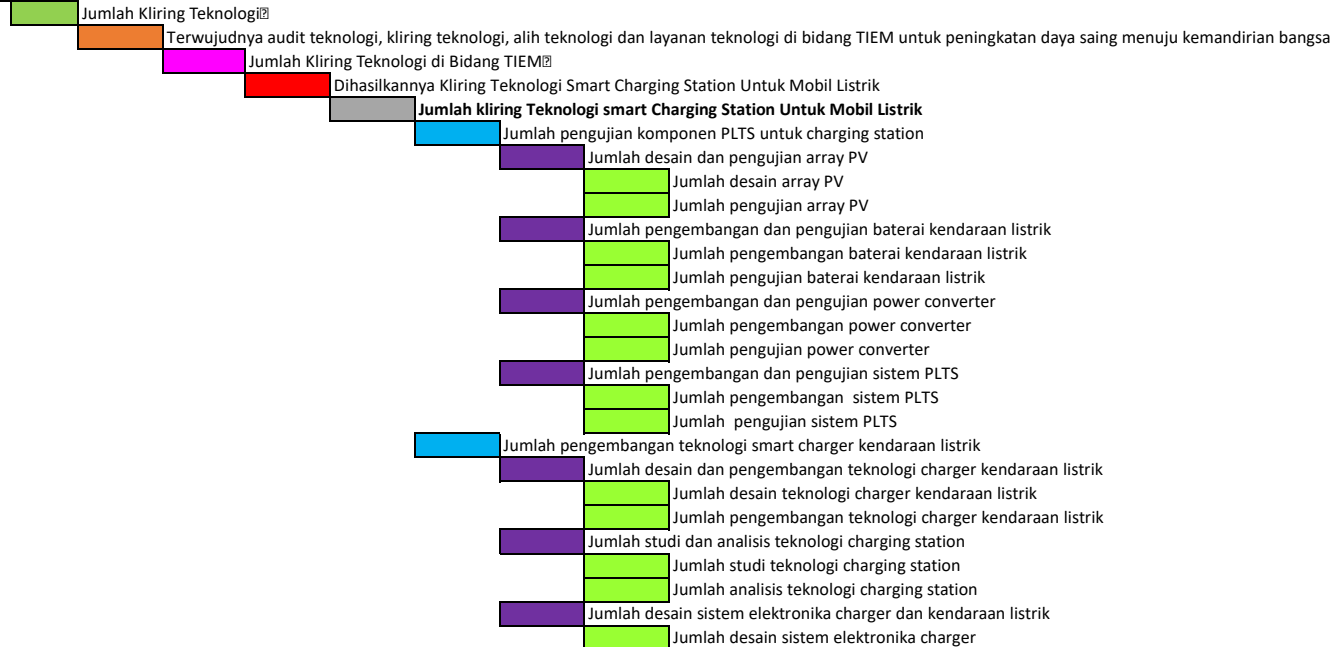 Jumlah Kliring Teknologi
Terwujudnya audit teknologi, kliring teknologi, alih teknologi dan layanan teknologi di bidang TIEM untuk peningkatan daya saing menuju kemandirian bangsa
Jumlah Kliring Teknologi di Bidang TIEM
Dihasilkannya Kliring Teknologi Smart Charging Station Untuk Mobil Listrik
Jumlah kliring Teknologi smart Charging Station Untuk Mobil Listrik
Jumlah pengujian komponen PLTS untuk charging station
Jumlah desain dan pengujian array PV
Jumlah desain array PV
Jumlah pengujian array PV
Jumlah pengembangan dan pengujian baterai kendaraan listrik
Jumlah pengembangan baterai kendaraan listrik
Jumlah pengujian baterai kendaraan listrik
Jumlah pengembangan dan pengujian power converter
Jumlah pengembangan power converter
Jumlah pengujian power converter
Jumlah pengembangan dan pengujian sistem PLTS
Jumlah pengembangan  sistem PLTS
Jumlah  pengujian sistem PLTS
Jumlah pengembangan teknologi smart charger kendaraan listrik
Jumlah desain dan pengembangan teknologi charger kendaraan listrik
Jumlah desain teknologi charger kendaraan listrik
Jumlah pengembangan teknologi charger kendaraan listrik
Jumlah studi dan analisis teknologi charging station
Jumlah studi teknologi charging station
Jumlah analisis teknologi charging station
Jumlah desain sistem elektronika charger dan kendaraan listrik
Jumlah desain sistem elektronika charger